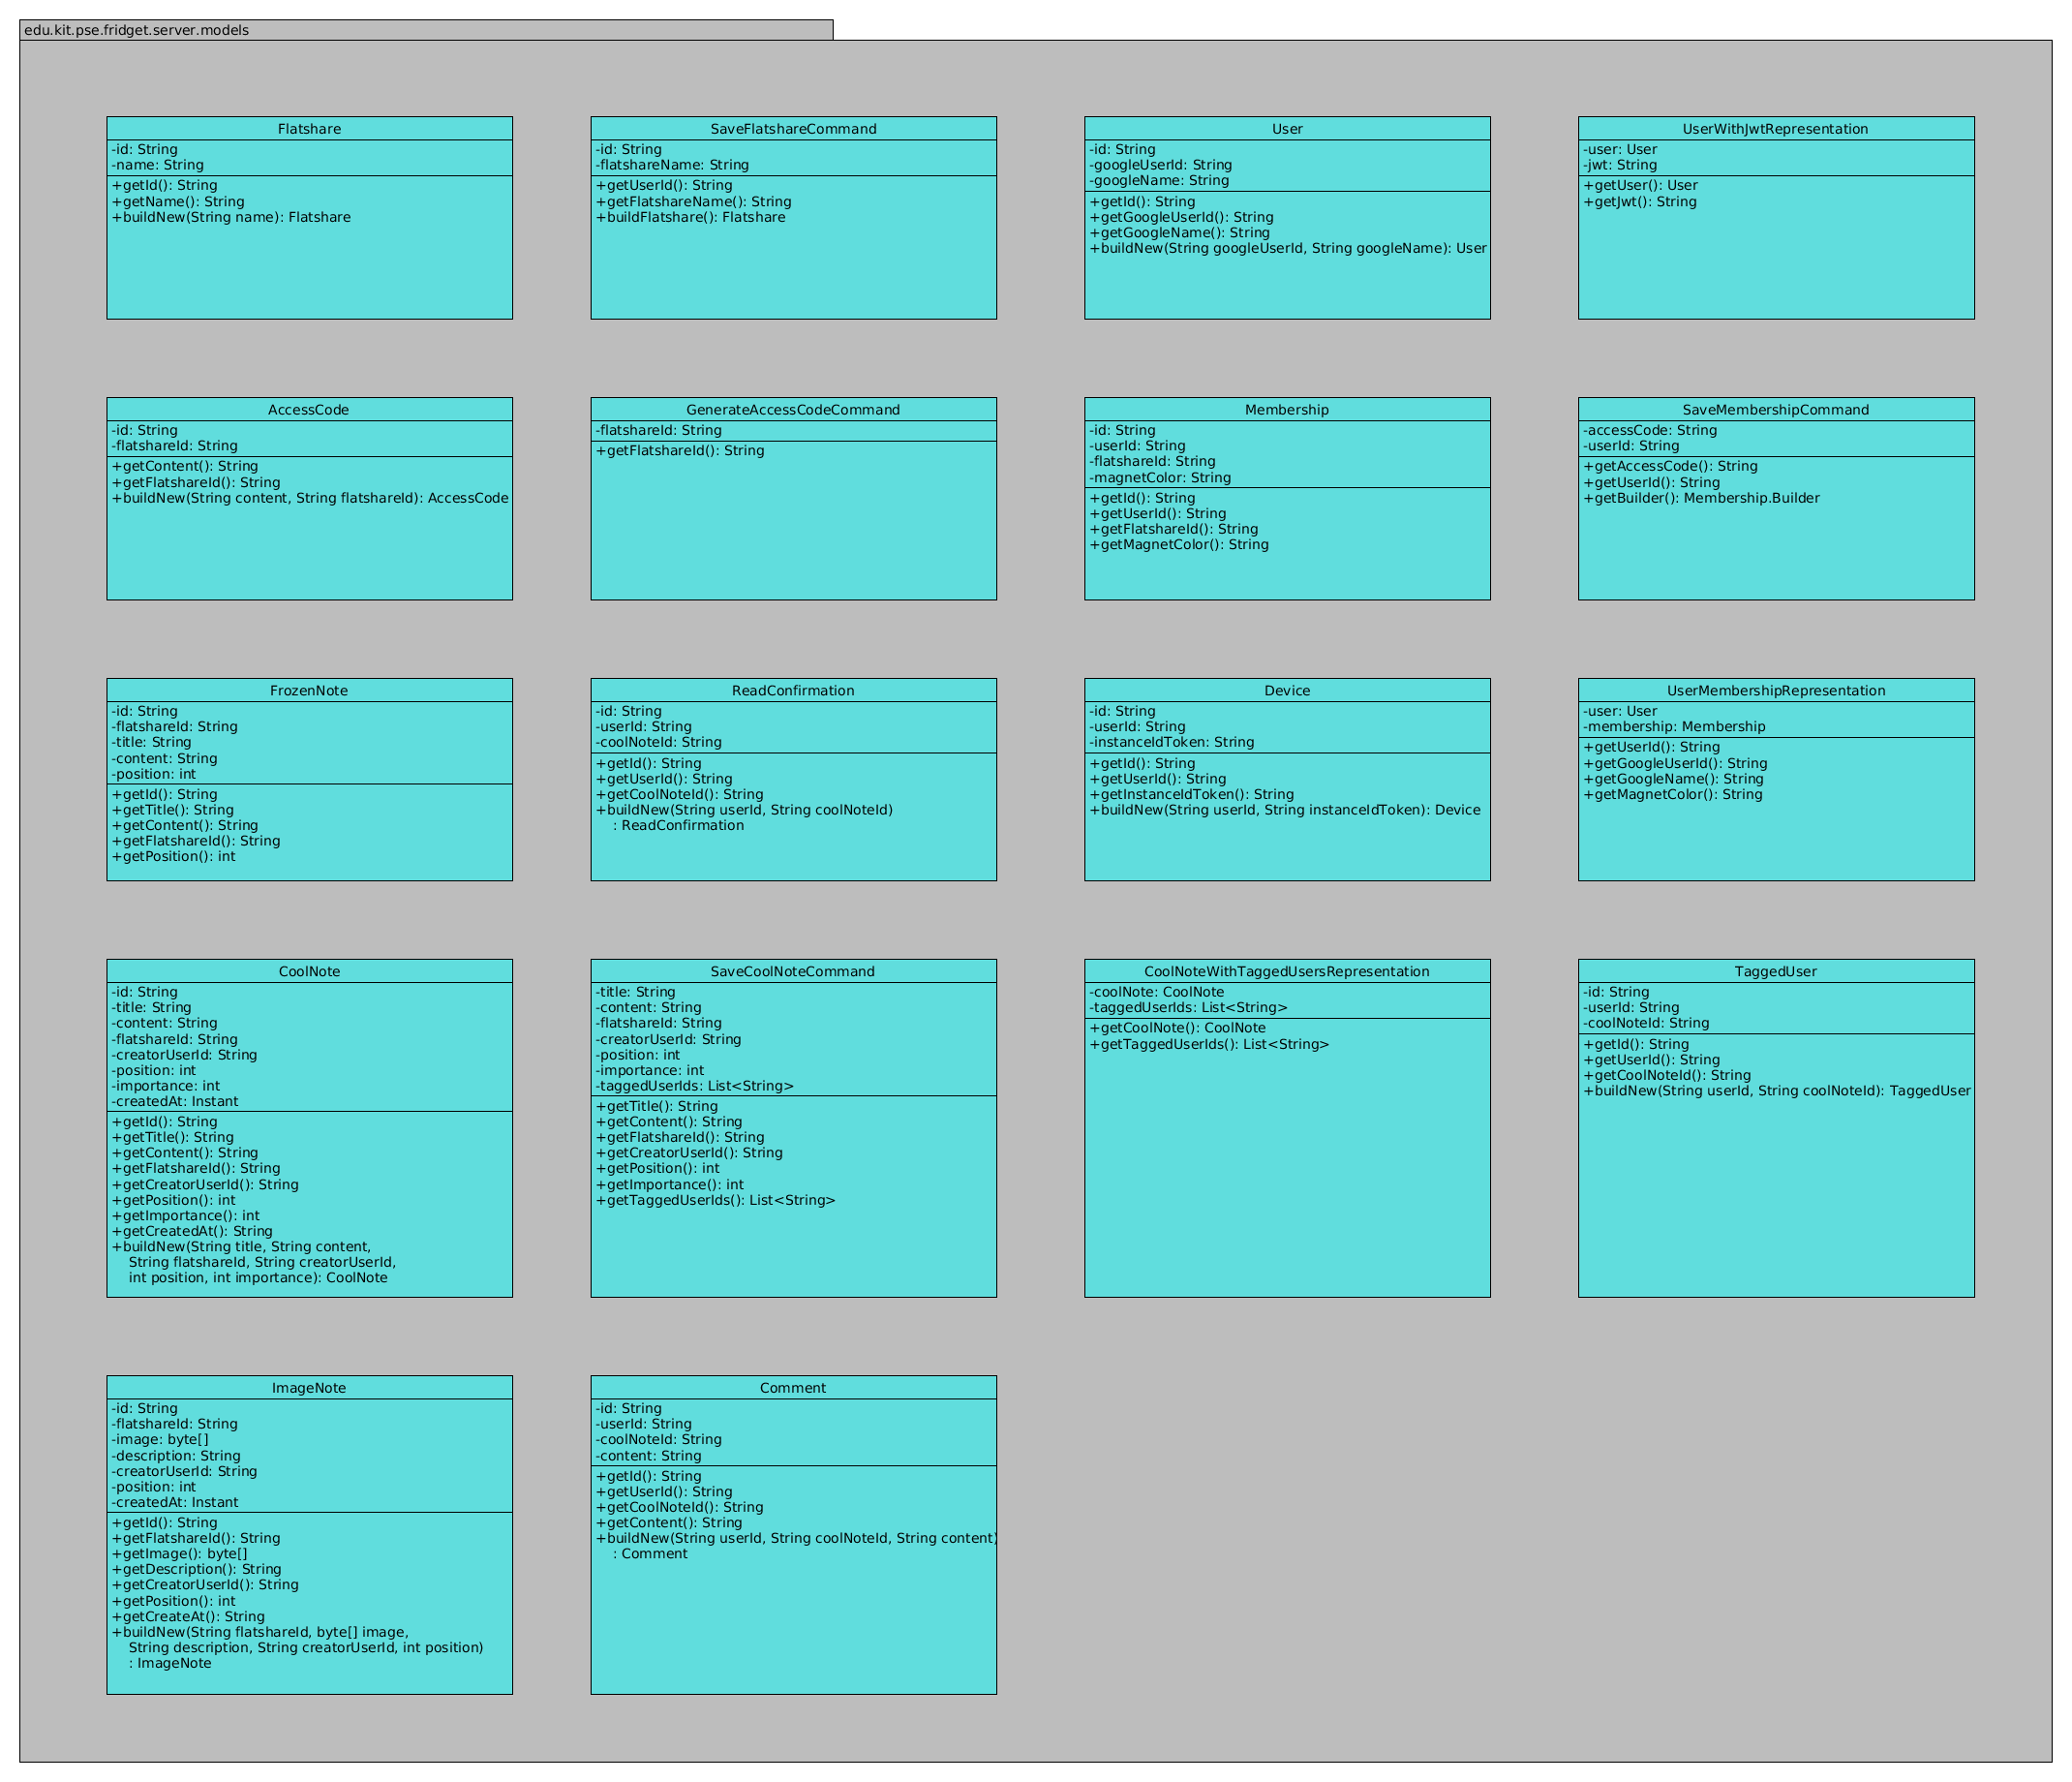 edu.kit.pse.fridget.server.models
Flatshare
-id: String
-name: String
+getId(): String
+getName(): String
+buildNew(String name): Flatshare
SaveFlatshareCommand
-id: String
-flatshareName: String
+getUserId(): String
+getFlatshareName(): String
+buildFlatshare(): Flatshare
User
-id: String
-googleUserId: String
-googleName: String
+getId(): String
+getGoogleUserId(): String
+getGoogleName(): String
+buildNew(String googleUserId, String googleName): User
UserWithJwtRepresentation
-user: User
-jwt: String
+getUser(): User
+getJwt(): String
AccessCode
-id: String
-flatshareId: String
+getContent(): String
+getFlatshareId(): String
+buildNew(String content, String flatshareId): AccessCode
GenerateAccessCodeCommand
-flatshareId: String
+getFlatshareId(): String
Membership
-id: String
-userId: String
-flatshareId: String
-magnetColor: String
+getId(): String
+getUserId(): String
+getFlatshareId(): String
+getMagnetColor(): String
SaveMembershipCommand
-accessCode: String
-userId: String
+getAccessCode(): String
+getUserId(): String
+getBuilder(): Membership.Builder
FrozenNote
-id: String
-flatshareId: String
-title: String
-content: String
-position: int
+getId(): String
+getTitle(): String
+getContent(): String
+getFlatshareId(): String
+getPosition(): int
ReadConfirmation
-id: String
-userId: String
-coolNoteId: String
+getId(): String
+getUserId(): String
+getCoolNoteId(): String
+buildNew(String userId, String coolNoteId)
: ReadConfirmation
Device
-id: String
-userId: String
-instanceIdToken: String
+getId(): String
+getUserId(): String
+getInstanceIdToken(): String
+buildNew(String userId, String instanceIdToken): Device
UserMembershipRepresentation
-user: User
-membership: Membership
+getUserId(): String
+getGoogleUserId(): String
+getGoogleName(): String
+getMagnetColor(): String
CoolNote
-id: String
-title: String
-content: String
-flatshareId: String
-creatorUserId: String
-position: int
-importance: int
-createdAt: Instant
+getId(): String
+getTitle(): String
+getContent(): String
+getFlatshareId(): String
+getCreatorUserId(): String
+getPosition(): int
+getImportance(): int
+getCreatedAt(): String
+buildNew(String title, String content,
String flatshareId, String creatorUserId,
int position, int importance): CoolNote
SaveCoolNoteCommand
-title: String
-content: String
-flatshareId: String
-creatorUserId: String
-position: int
-importance: int
-taggedUserIds: List<String>
+getTitle(): String
+getContent(): String
+getFlatshareId(): String
+getCreatorUserId(): String
+getPosition(): int
+getImportance(): int
+getTaggedUserIds(): List<String>
CoolNoteWithTaggedUsersRepresentation
-coolNote: CoolNote
-taggedUserIds: List<String>
+getCoolNote(): CoolNote
+getTaggedUserIds(): List<String>
TaggedUser
-id: String
-userId: String
-coolNoteId: String
+getId(): String
+getUserId(): String
+getCoolNoteId(): String
+buildNew(String userId, String coolNoteId): TaggedUser
ImageNote
-id: String
-flatshareId: String
-image: byte[]
-description: String
-creatorUserId: String
-position: int
-createdAt: Instant
+getId(): String
+getFlatshareId(): String
+getImage(): byte[]
+getDescription(): String
+getCreatorUserId(): String
+getPosition(): int
+getCreateAt(): String
+buildNew(String flatshareId, byte[] image,
String description, String creatorUserId, int position)
: ImageNote
Comment
-id: String
-userId: String
-coolNoteId: String
-content: String
+getId(): String
+getUserId(): String
+getCoolNoteId(): String
+getContent(): String
+buildNew(String userId, String coolNoteId, String content)
: Comment